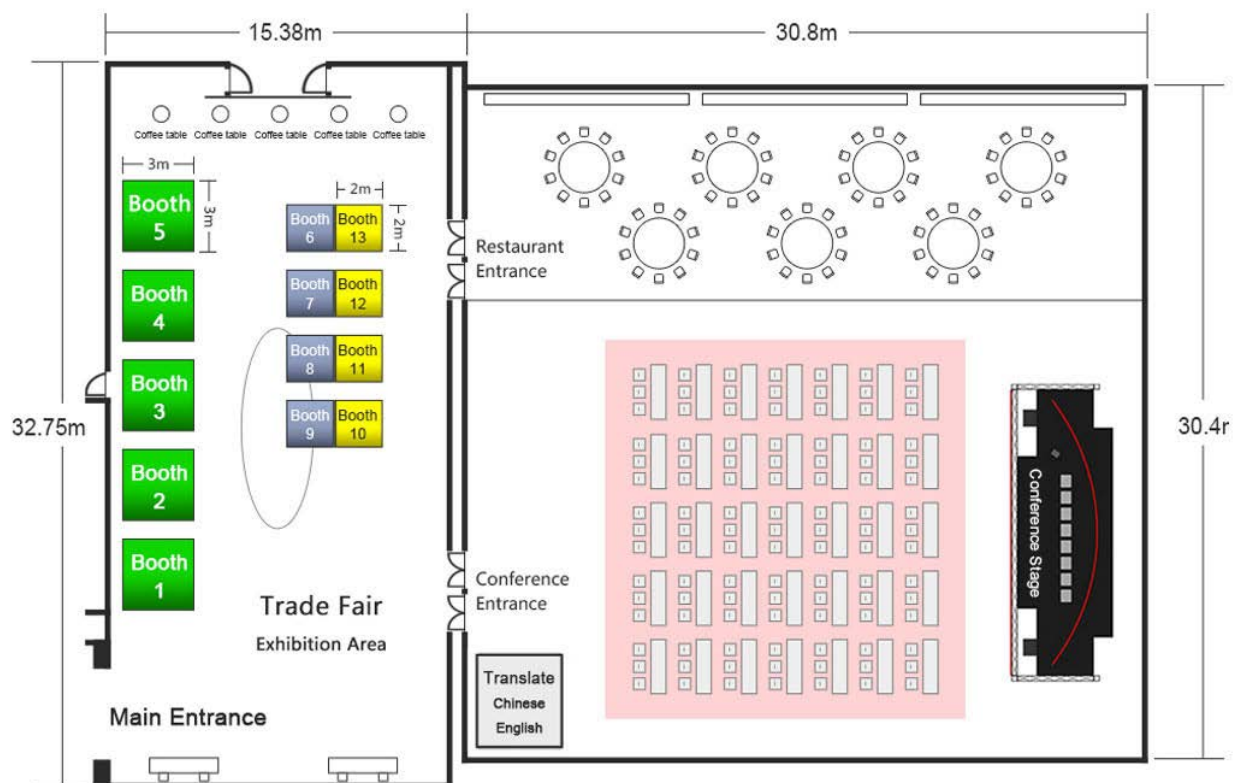 15.38m
30.8m
Coffee table
Coffee table
Coffee table
Coffee table
Coffee table
3m
3m
2m
2m
Booth
5
Booth
4
Booth
3
Booth
2
Booth
1
Booth
6
Booth
13
Booth
7
Booth
12
Booth
8
Booth
11
Booth
9
Booth
10
32.75m
Restaurant
Entrance
Conference
Entrance
Trade Fair
Exhibition Area
Main Entrance
Translate
Chinese
English
Conference Stage
30.4r